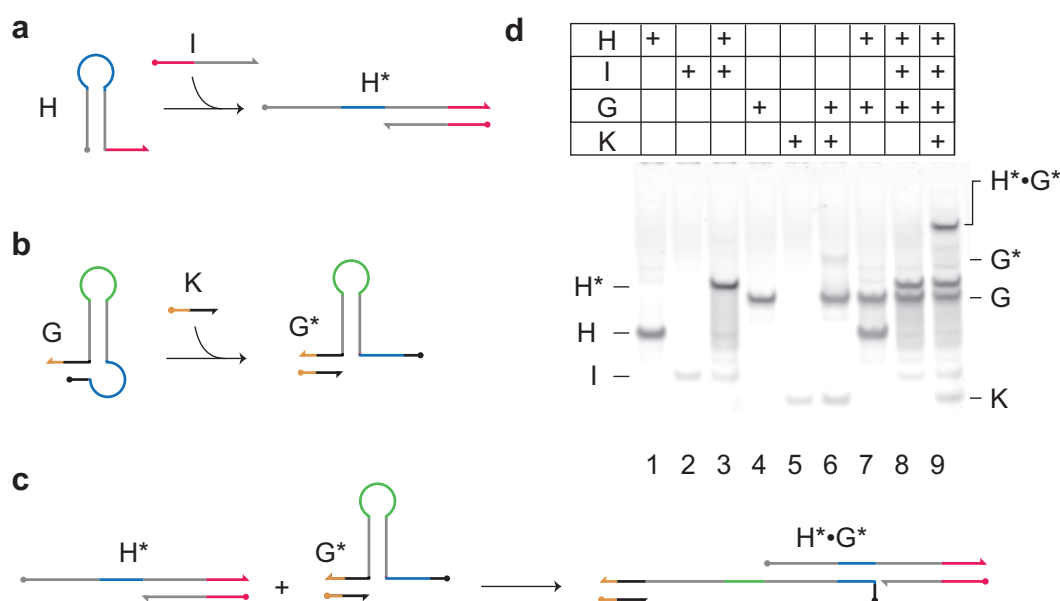 a
I
H
H*
b
K
G
G*
c
H*
+
G*
H*•G*
d
H + + + + +
I + + + +
G + + + + +
K + + +
H*•G*
G*
H*
G
H
I
K
1 2 3 4 5 6 7 8 9